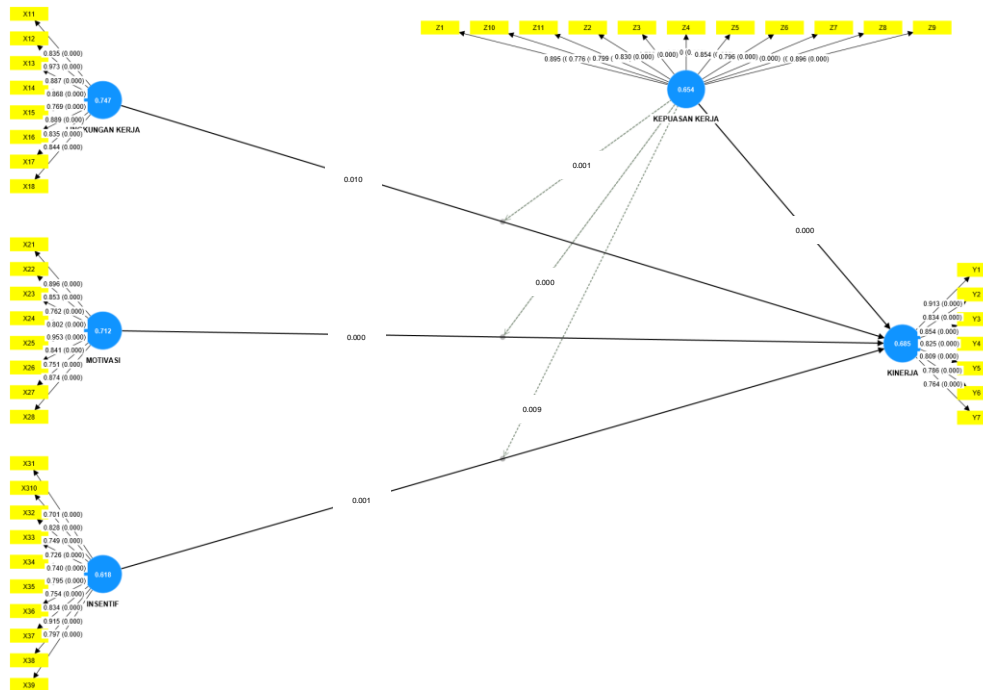 X11
X12
X13
X14
X15
X16
X17
X18
0.835 (0.000)
0.973 (0.000)
0.887 (0.000)
0.868 (0.000)
0.769 (0.000)
0.889 (0.000)
0.835 (0.000)
0.844 (0.000)
0.747
KERJA
Z1
Z10
Z11
Z2
Z3
Z4
Z5
Z6
Z7
Z8
Z9
0.895
0.776
0.799
0.830 (0.000)
0.854
0.796 (0.000)
0.896 (0.000)
0.654
KEPUASAN KERJA
0.010
0.001
0.000
X21
X22
X23
X24
X25
X26
X27
X28
0.896 (0.000)
0.853 (0.000)
0.762 (0.000)
0.802 (0.000)
0.953 (0.000)
0.841 (0.000)
0.751 (0.000)
0.874 (0.000)
0.712
MOTIVASI
0.000
0.000
0.009
Y1
Y2
Y3
Y4
Y5
Y6
Y7
0.913 (0.000)
0.834 (0.000)
0.854 (0.000)
0.825 (0.000)
0.809 (0.000)
0.786 (0.000)
0.764 (0.000)
0.685
KINERJA
X31
X310
X32
X33
X34
X35
X36
X37
X38
X39
0.701 (0.000)
0.828 (0.000)
0.749 (0.000)
0.726 (0.000)
0.740 (0.000)
0.795 (0.000)
0.754 (0.000)
0.834 (0.000)
0.915 (0.000)
0.797 (0.000)
0.618
INSENTIF
0.001